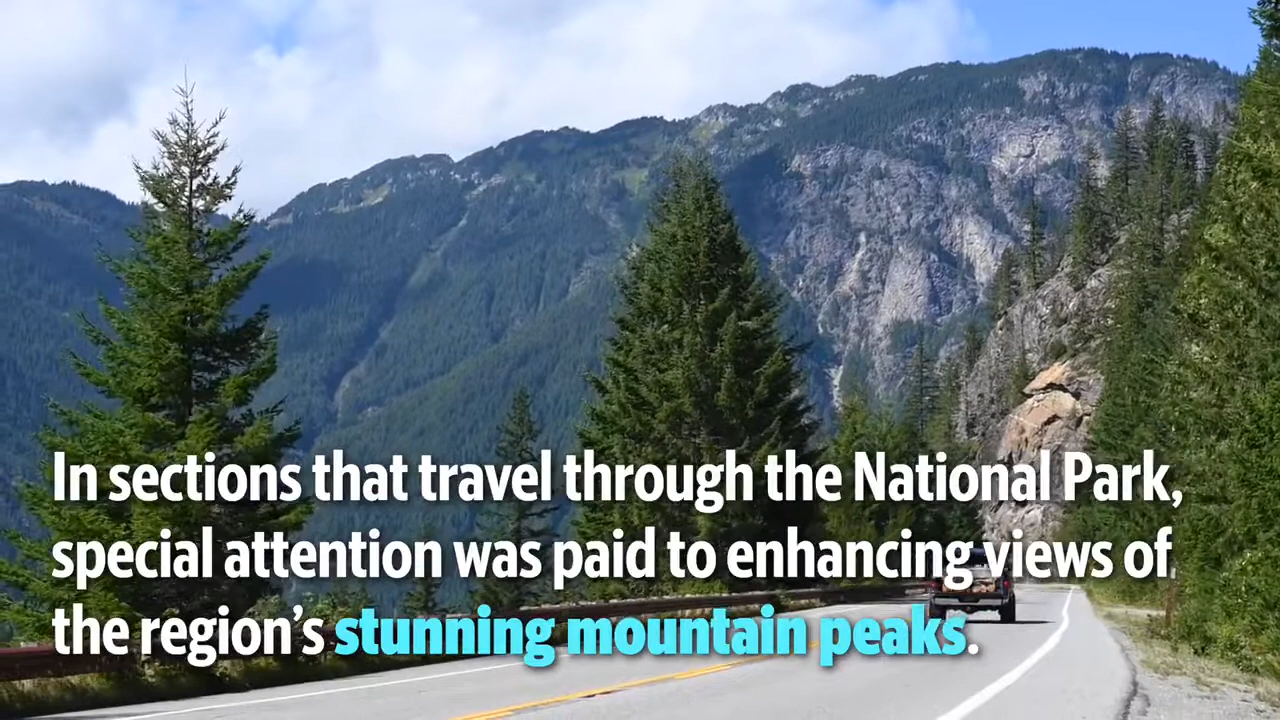 In sections that travel through the National Park,
special attention was paid to enhancing views of
the region’s stunning mountain peaks.